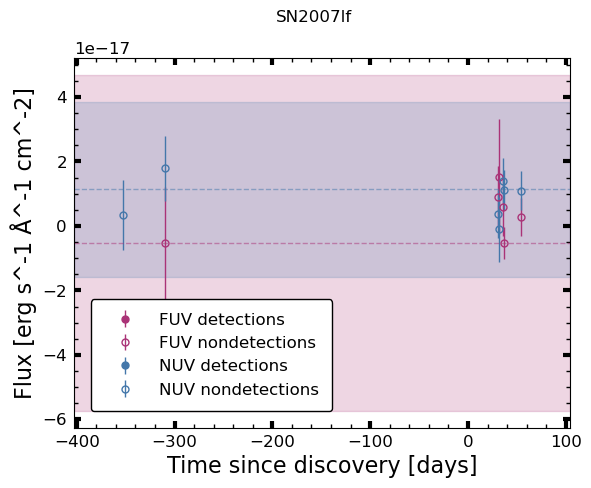 SN2007lf
1e−17
Flux [erg s^-1 Å^-1 cm^-2]
4
2
0
−2
−4
−6
FUV detections
FUV nondetections
NUV detections
NUV nondetections
−400 −300 −200 −100 0 100
Time since discovery [days]